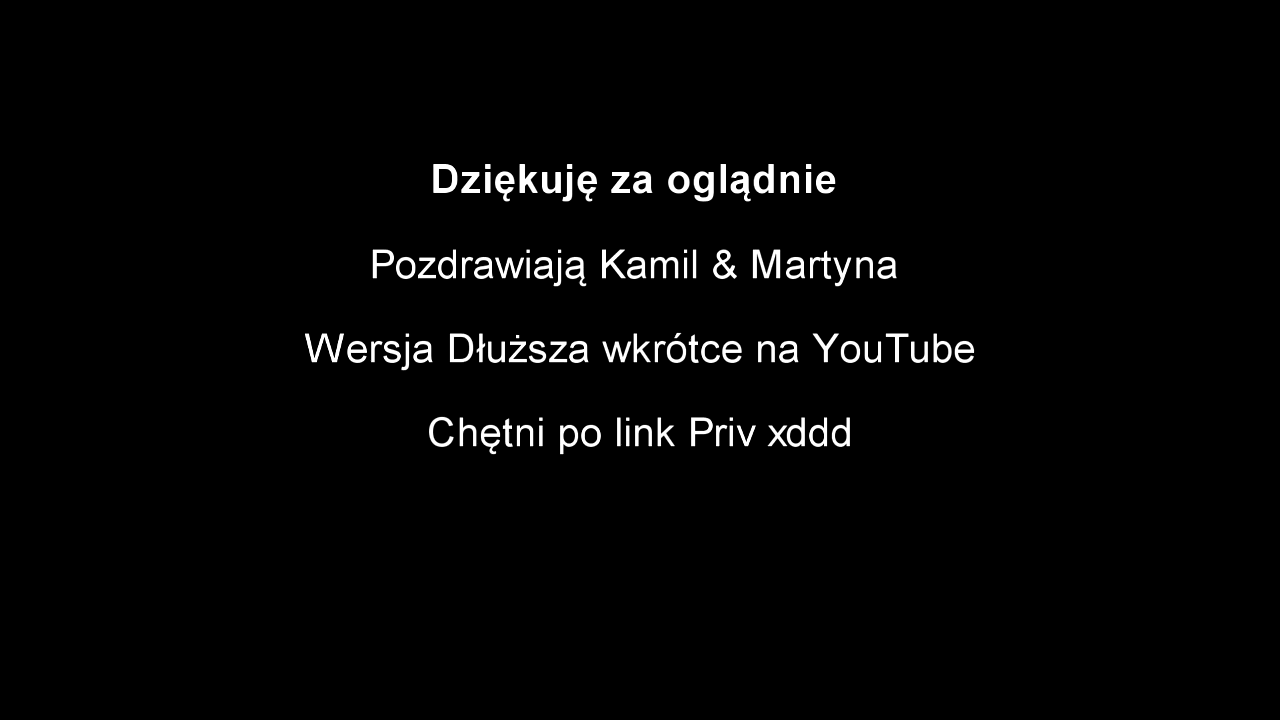 Dziękuję za oglądnie
Pozdrawiają Kamil & Martyna
Wersja Dłuższa wkrótce na YouTube
Chętni po link Priv xddd